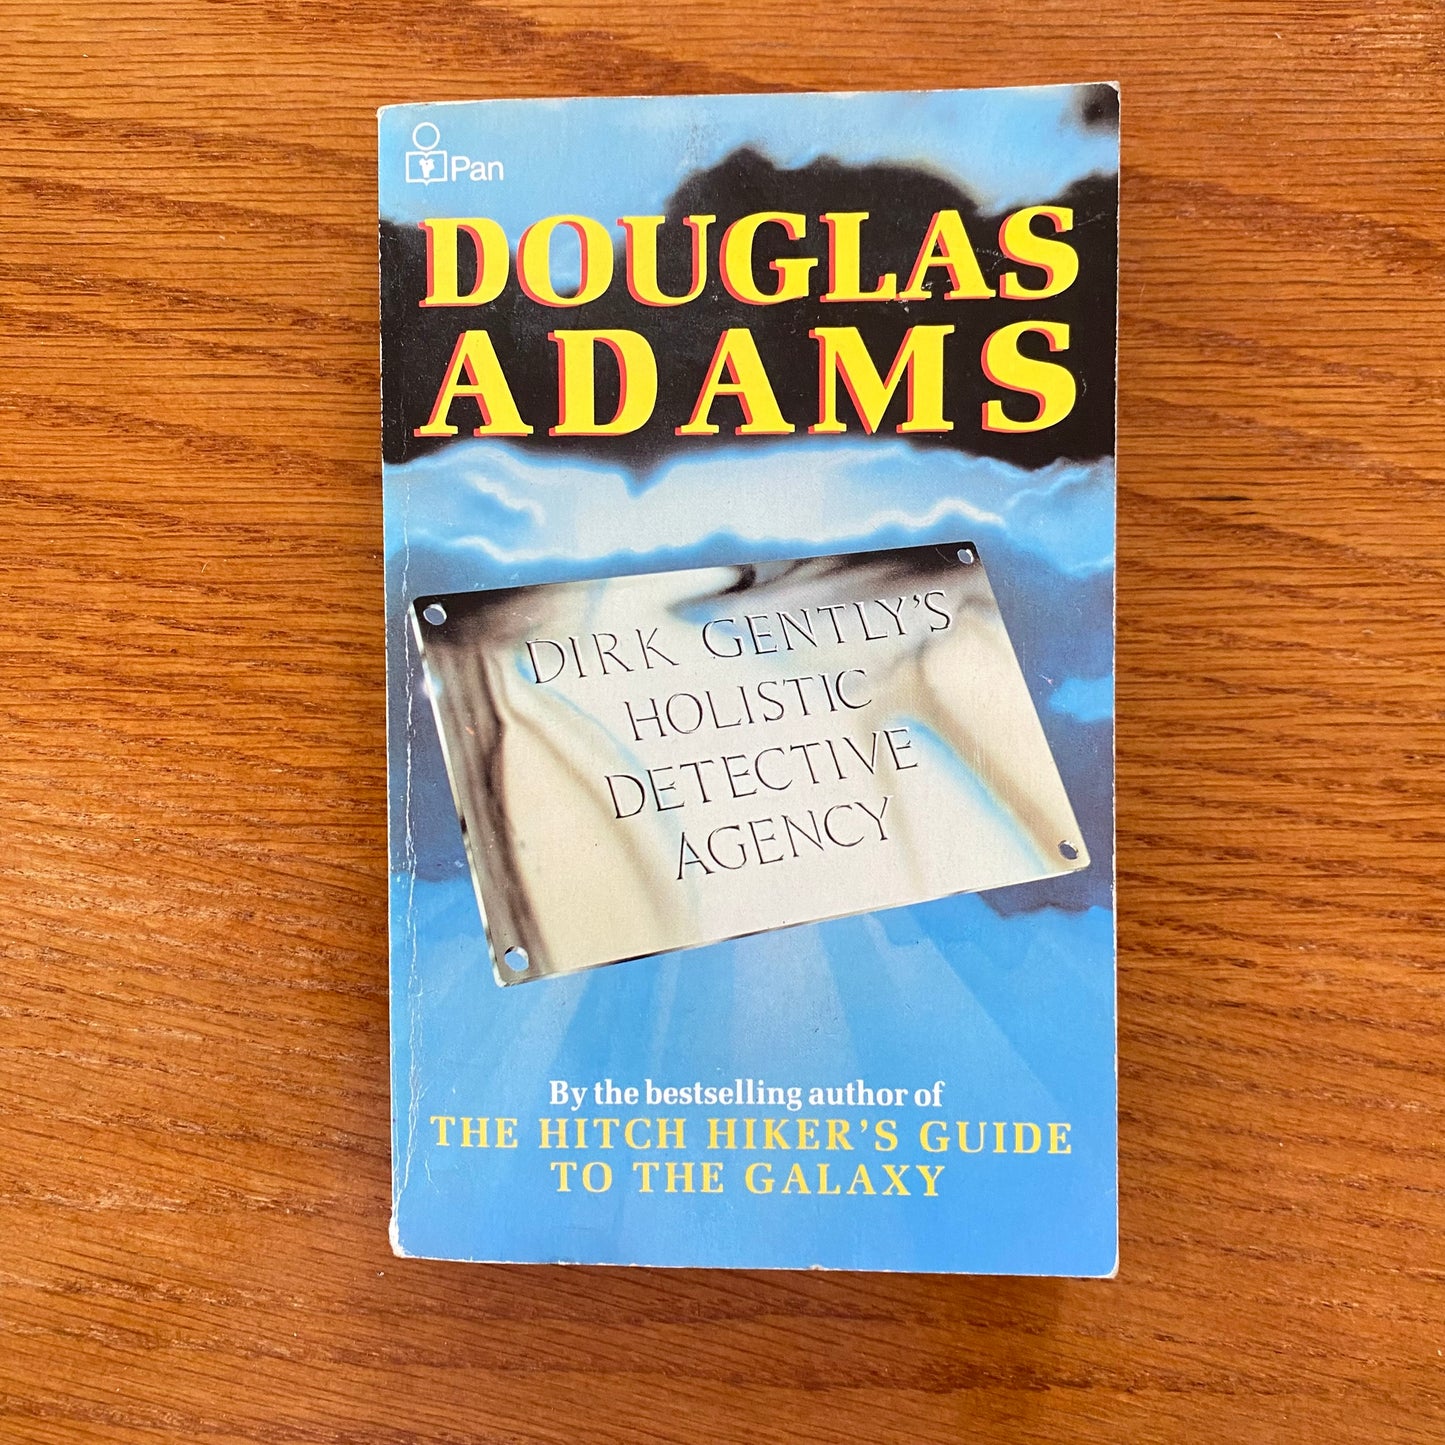 Pan
DOUGLAS
ADAMS
DIRK GENTLY'S
HOLISTIC
DETECTIVE
AGENCY
By the bestselling author of
THE HITCH HIKER'S GUIDE
TO THE GALAXY